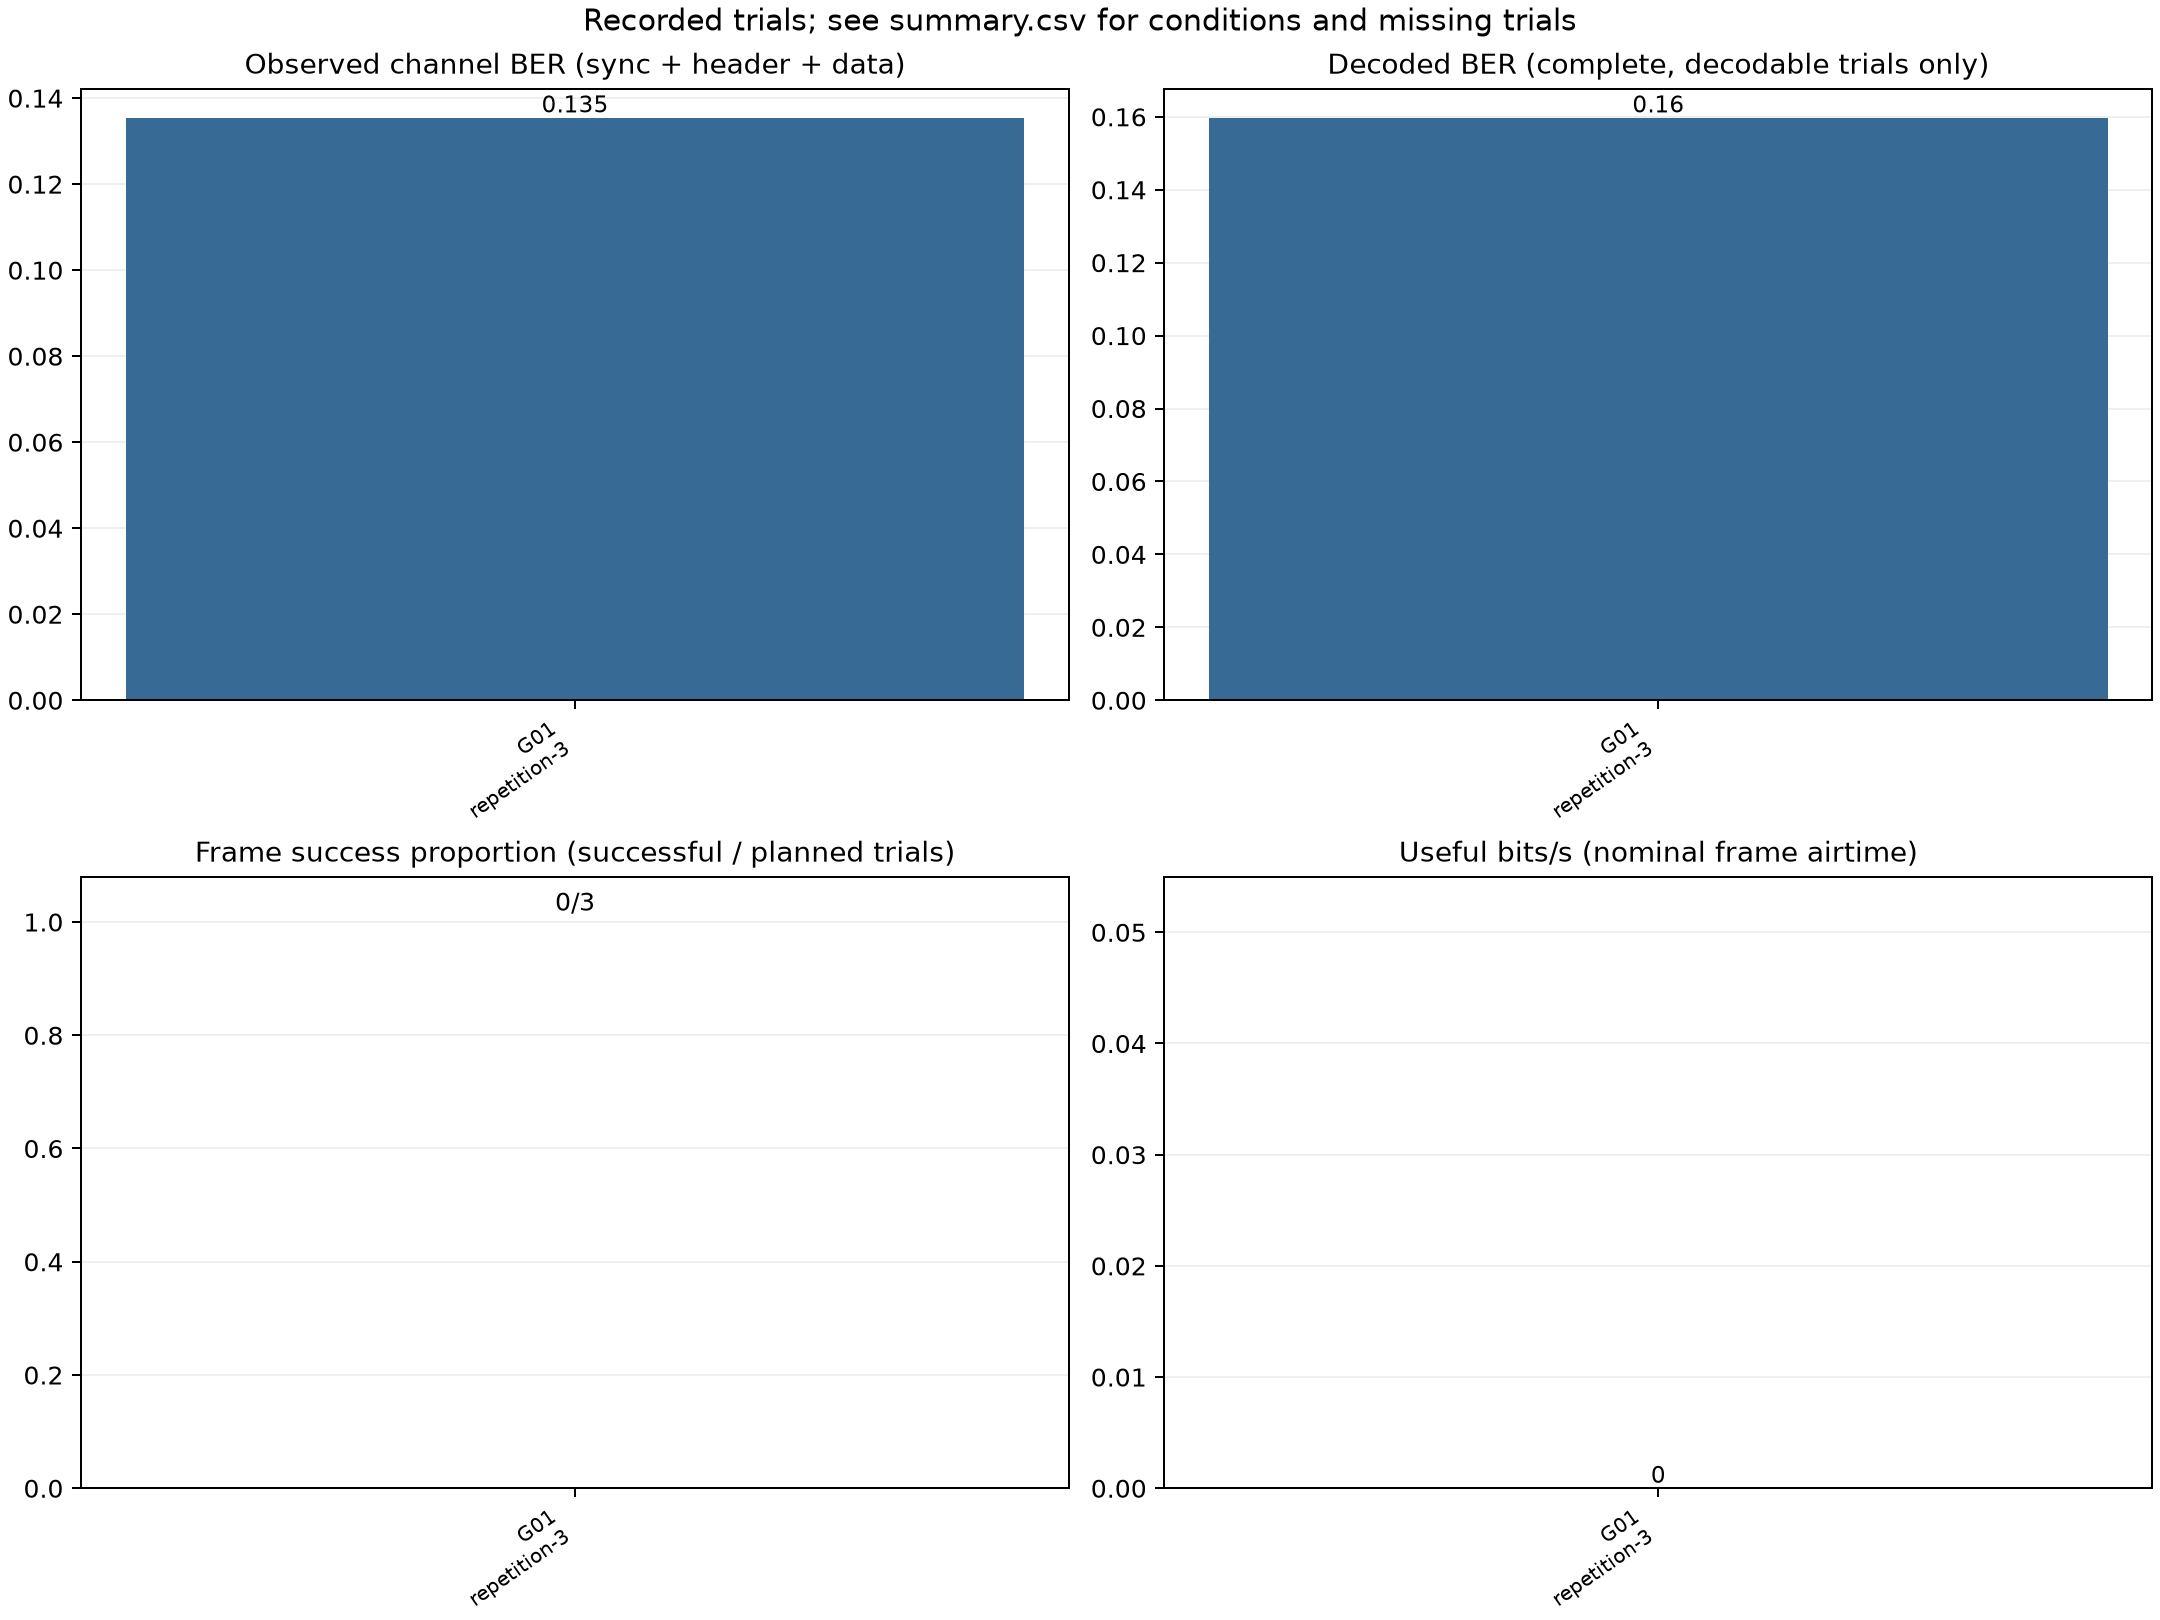 Recorded trials; see summary.csv for conditions and missing trials
Observed channel BER (sync + header + data)
0.14
0.12
0.10
0.08
0.06
0.04
0.02
0.00
0.135
G01
repetition-3
Decoded BER (complete, decodable trials only)
0.16
0.14
0.12
0.10
0.08
0.06
0.04
0.02
0.00
0.16
G01
repetition-3
Frame success proportion (successful / planned trials)
1.0
0.8
0.6
0.4
0.2
0.0
0/3
G01
repetition-3
Useful bits/s (nominal frame airtime)
0.05
0.04
0.03
0.02
0.01
0.00
0
G01
repetition-3